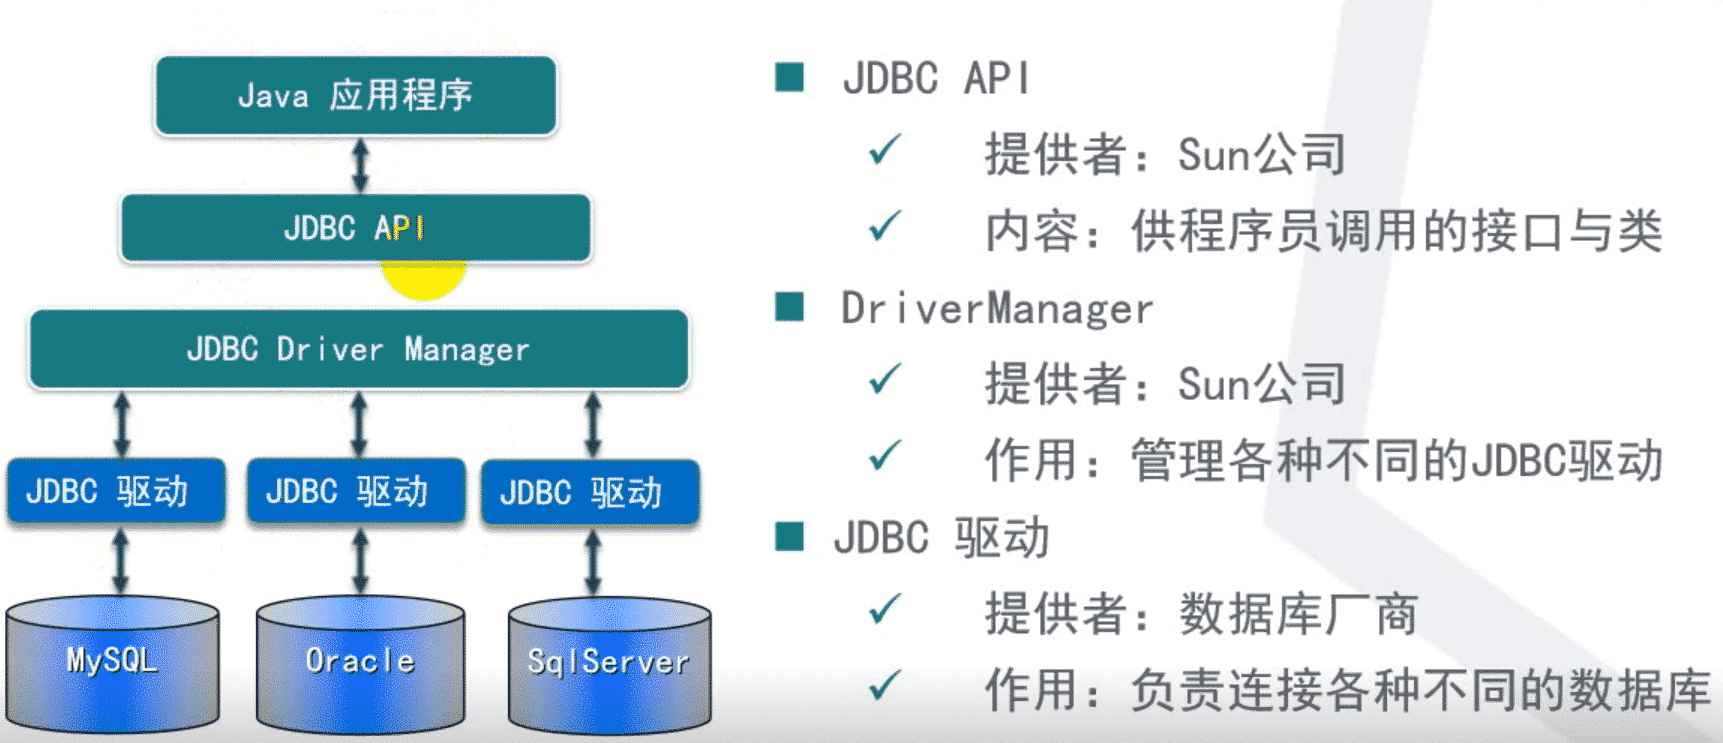 Java 应用程序
JDBC API
JDBC Driver Manager
JDBC 驱动
JDBC 驱动
JDBC 驱动
MySQL
Oracle
SqlServer
JDBC API
提供者：Sun公司
内容：供程序员调用的接口与类
DriverManager
提供者：Sun公司
作用：管理各种不同的JDBC驱动
JDBC 驱动
提供者：数据库厂商
作用：负责连接各种不同的数据库